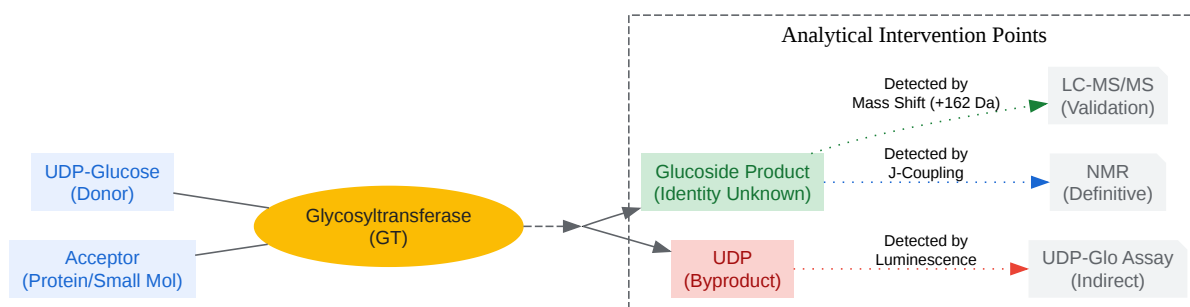 Analytical Intervention Points
Detected by
Mass Shift (+162 Da)
LC-MS/MS
(Validation)
UDP-Glucose
(Donor)
Glycosyltransferase
(GT)
Acceptor
(Protein/Small Mol)
Glucoside Product
(Identity Unknown)
Detected by
J-Coupling
NMR
(Definitive)
UDP
(Byproduct)
Detected by
Luminescence
UDP-Glo Assay
(Indirect)